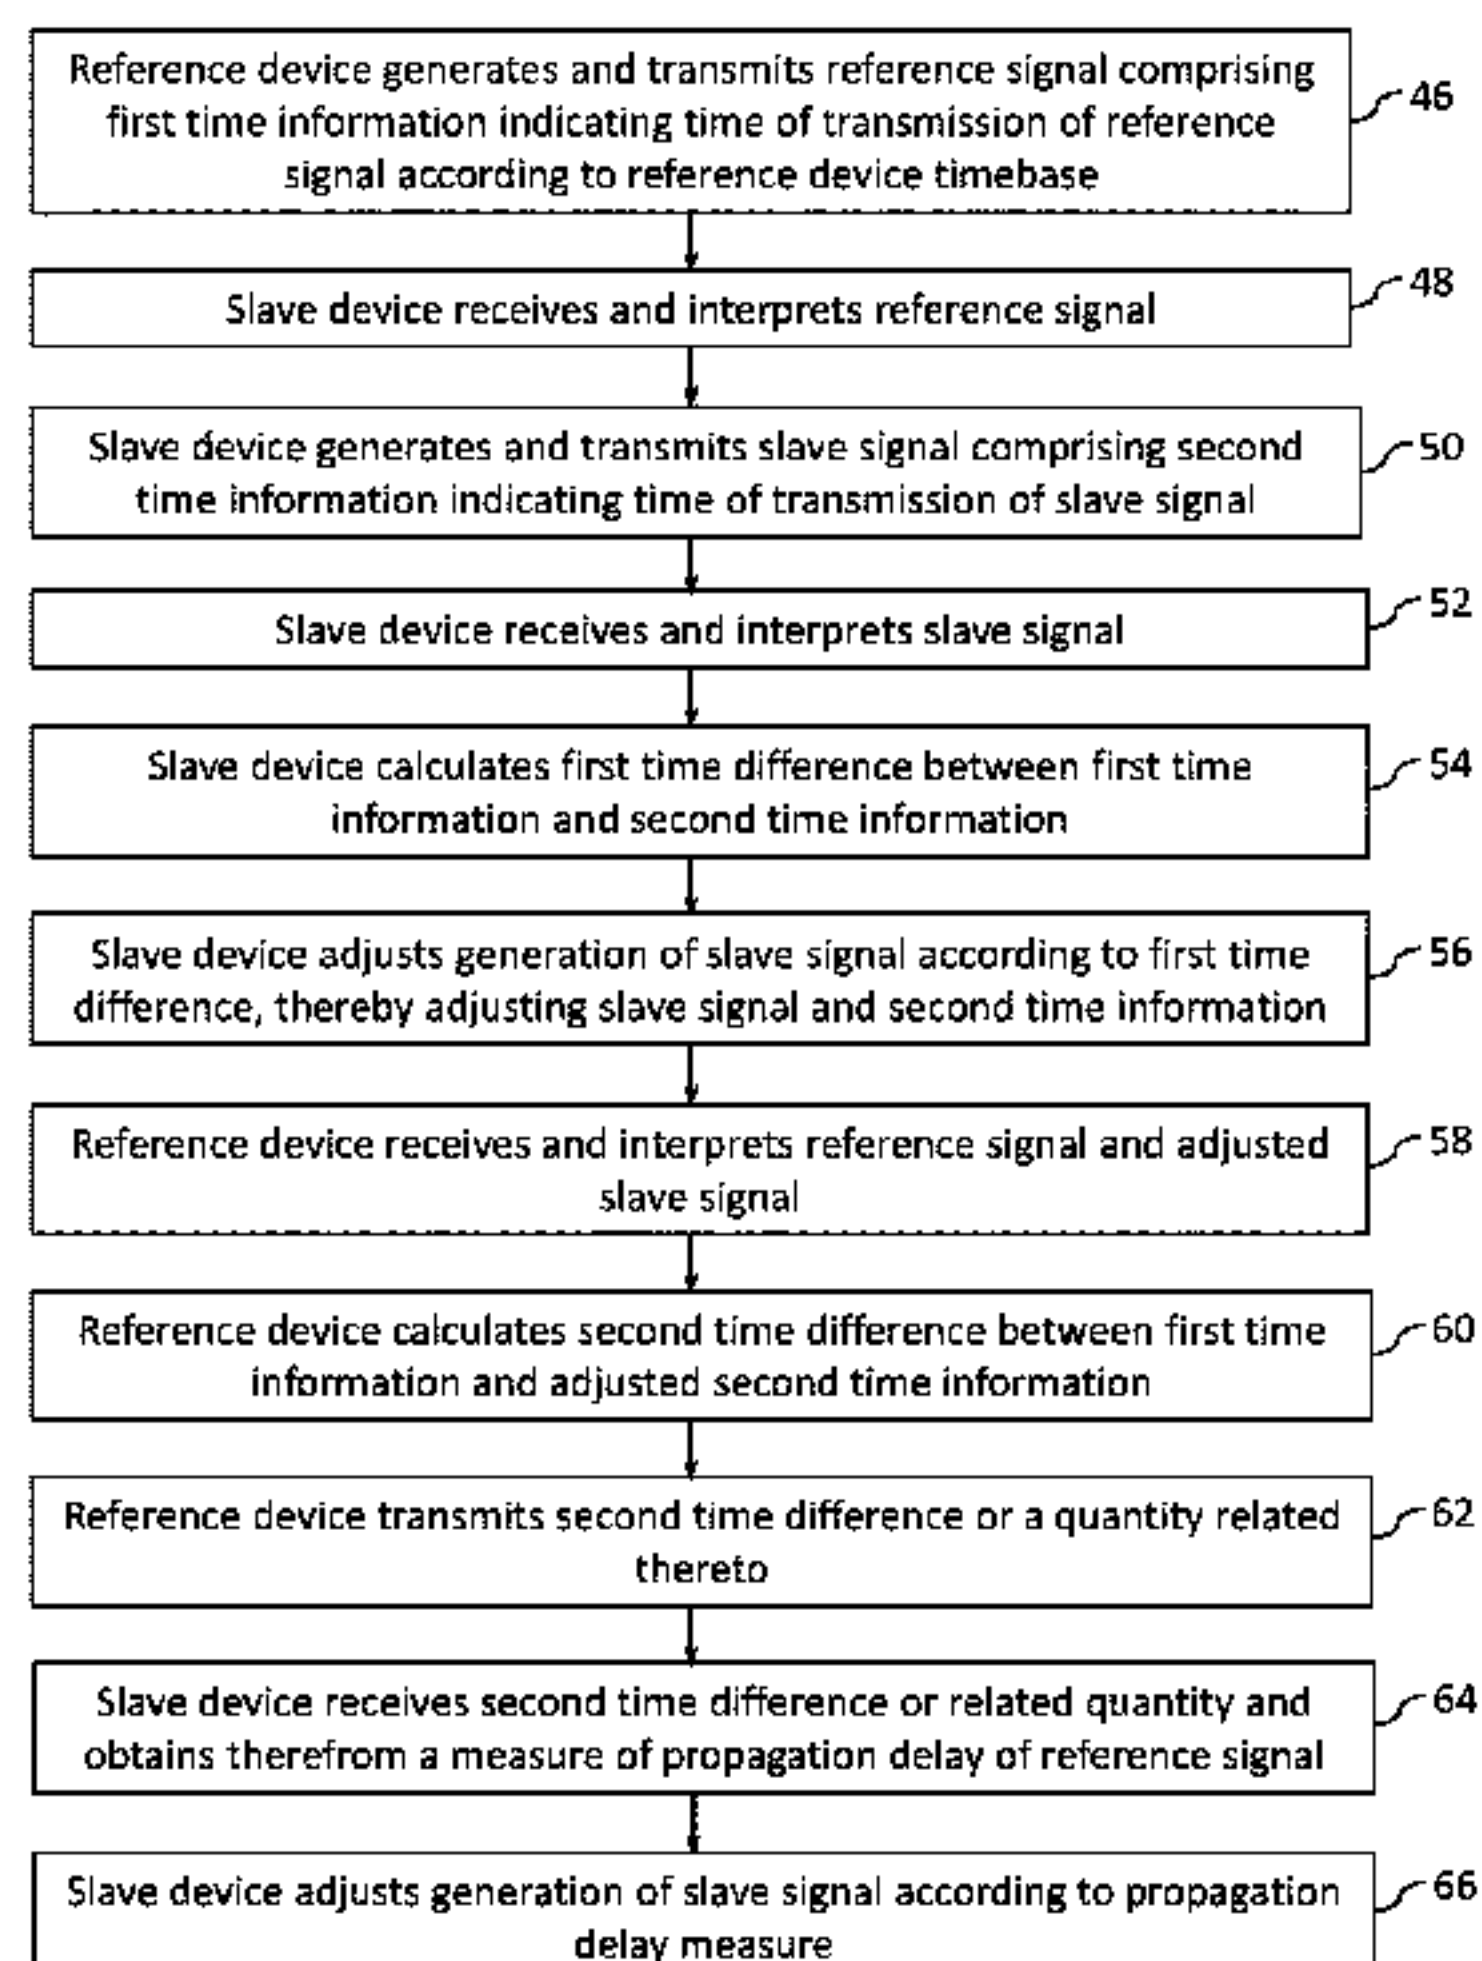 Reference device generates and transmits reference signal comprising
first time information indicating time of transmission of reference
signal according to reference device timebase
46
Slave device receives and interprets reference signal
48
Slave device generates and transmits slave signal comprising second
time information indicating time of transmission of slave signal
50
Slave device receives and interprets slave signal
52
Slave device calculates first time difference between first time
information and second time information
54
Slave device adjusts generation of slave signal according to first time
difference, thereby adjusting slave signal and second time information
56
Reference device receives and interprets reference signal and adjusted
slave signal
58
Reference device calculates second time difference between first time
information and adjusted second time information
60
Reference device transmits second time difference or a quantity related
thereto
62
Slave device receives second time difference or related quantity and
obtains therefrom a measure of propagation delay of reference signal
64
Slave device adjusts generation of slave signal according to propagation
delay measure
66